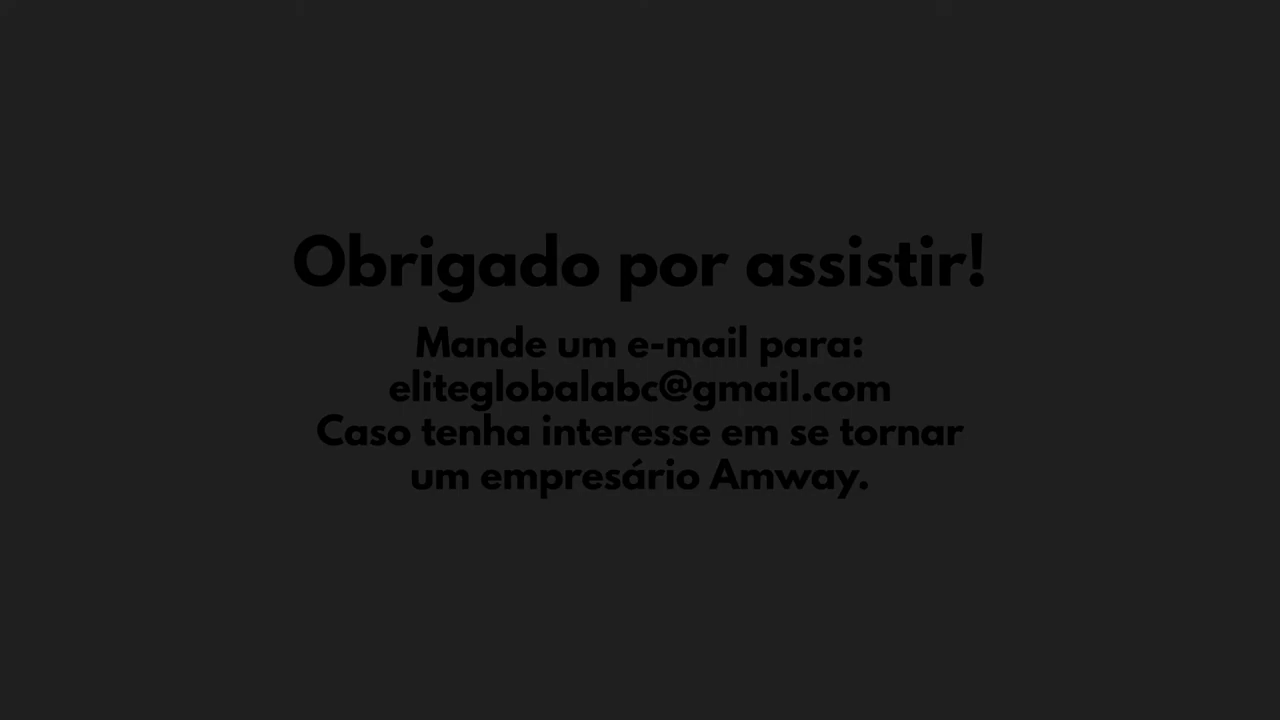 Obrigado por assistir!
Mande um e-mail para:
eliteglobalabc@gmail.com
Caso tenha interesse em se tornar
um empresário Amway.